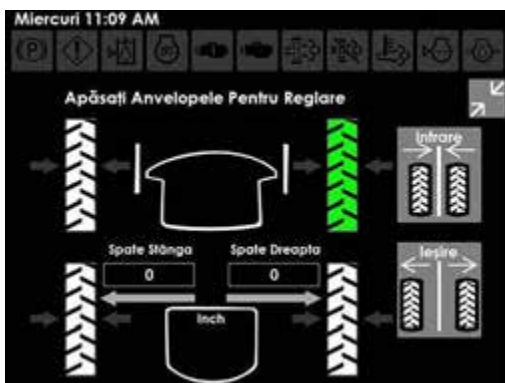 Miercuri 11:09 AM
Apăsați Anvelopele Pentru Reglare
Intrare
Spate Stânga Spate Dreapta
0 0
Ieșire
Inch